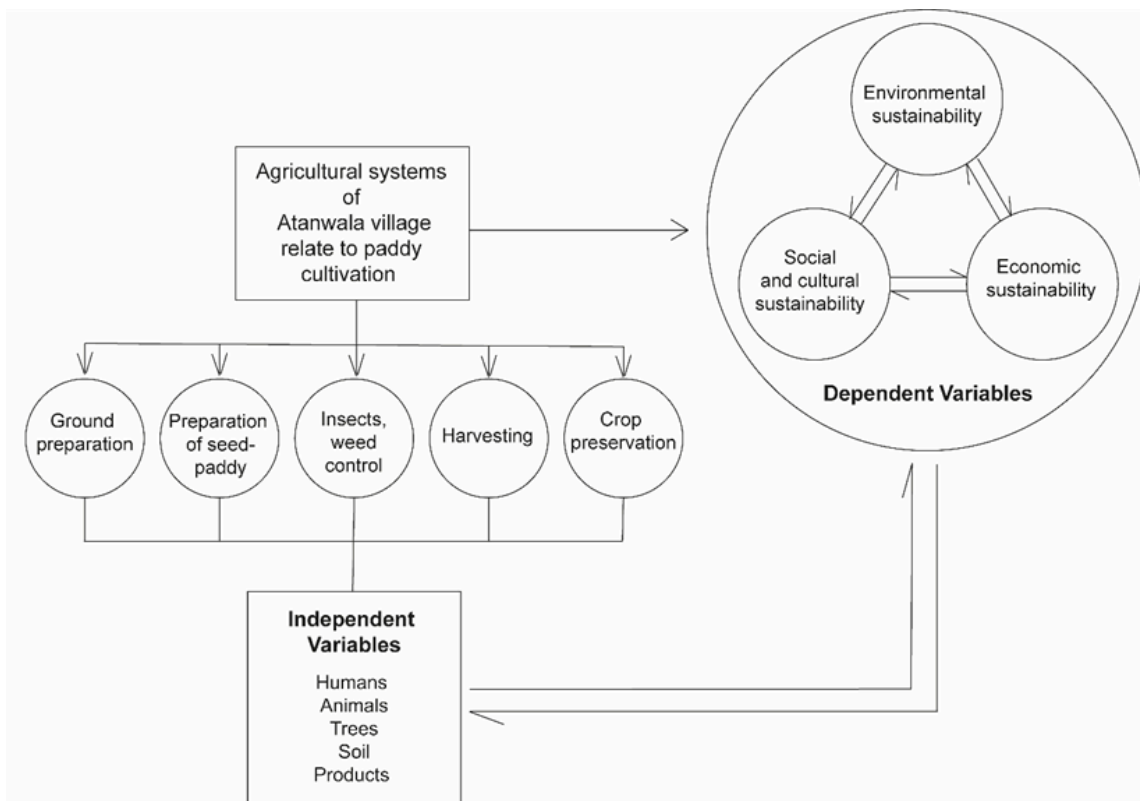 Environmental
sustainability
Agricultural systems
of
Atanwala village
relate to paddy
cultivation
Social
and cultural
sustainability
Economic
sustainability
Dependent Variables
Ground
preparation
Preparation
of seed-
paddy
Insects,
weed
control
Harvesting
Crop
preservation
Independent
Variables
Humans
Animals
Trees
Soil
Products